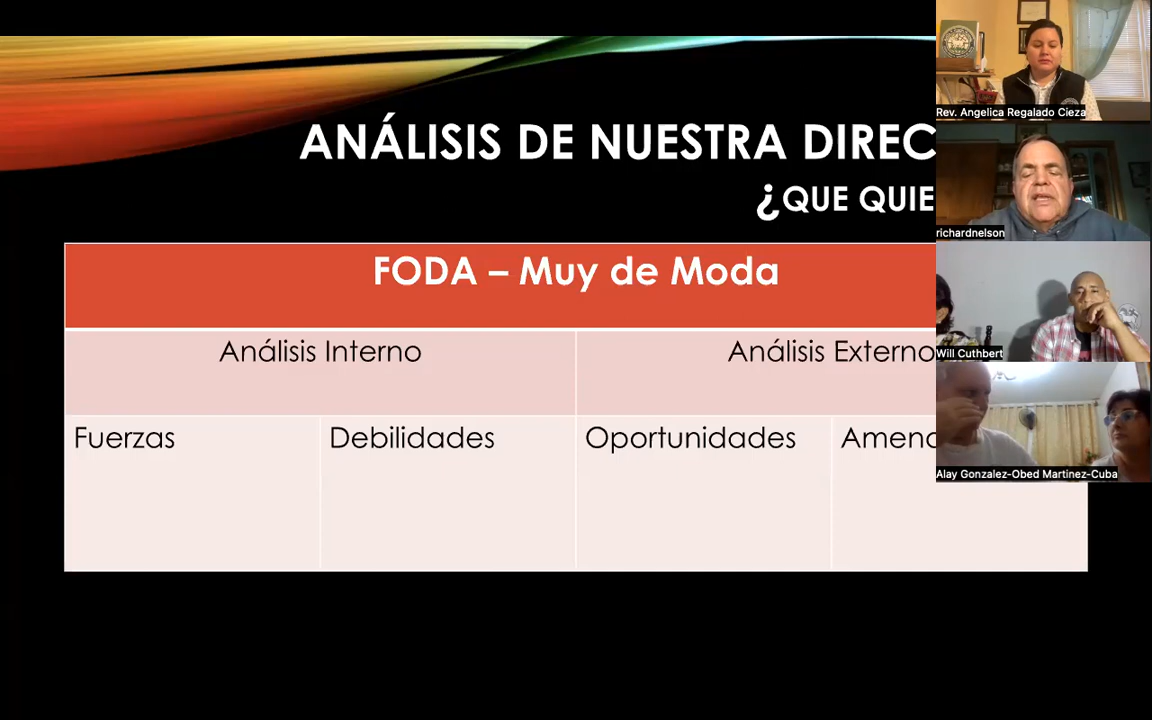 ANÁLISIS DE NUESTRA DIREC
¿QUE QUIE
FODA – Muy de Moda
Análisis Interno
Análisis Externo
Fuerzas
Debilidades
Oportunidades
Amena
Rev. Angelica Regalado Cieza
richardnelson
Will Cuthbert
Alay Gonzalez-Obed Martinez-Cuba